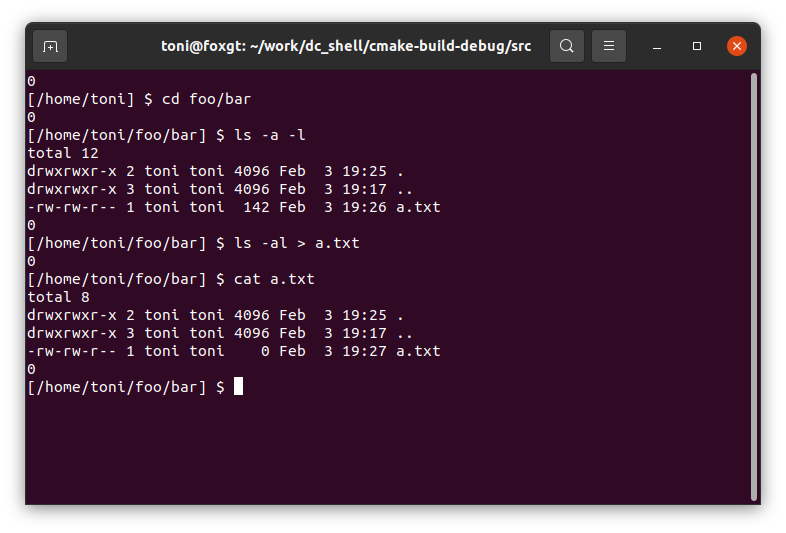 toni@foxgt: ~/work/dc_shell/cmake-build-debug/src
0
[/home/toni] $ cd foo/bar
0
[/home/toni/foo/bar] $ ls -a -l
total 12
drwxrwxr-x 2 toni toni 4096 Feb  3 19:25 .
drwxrwxr-x 3 toni toni 4096 Feb  3 19:17 ..
-rw-rw-r-- 1 toni toni  142 Feb  3 19:26 a.txt
0
[/home/toni/foo/bar] $ ls -al > a.txt
0
[/home/toni/foo/bar] $ cat a.txt
total 8
drwxrwxr-x 2 toni toni 4096 Feb  3 19:25 .
drwxrwxr-x 3 toni toni 4096 Feb  3 19:17 ..
-rw-rw-r-- 1 toni toni    0 Feb  3 19:27 a.txt
0
[/home/toni/foo/bar] $